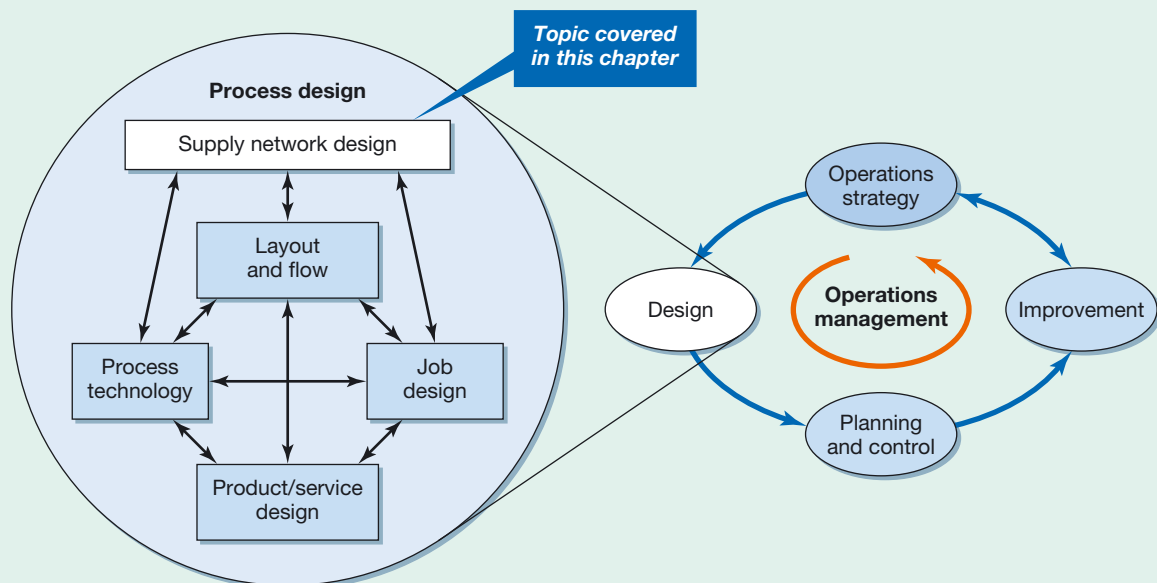 Topic covered
in this chapter
Process design
Supply network design
Layout
and flow
Process
technology
Job
design
Product/service
design
Operations
strategy
Design
Operations
management
Improvement
Planning
and control